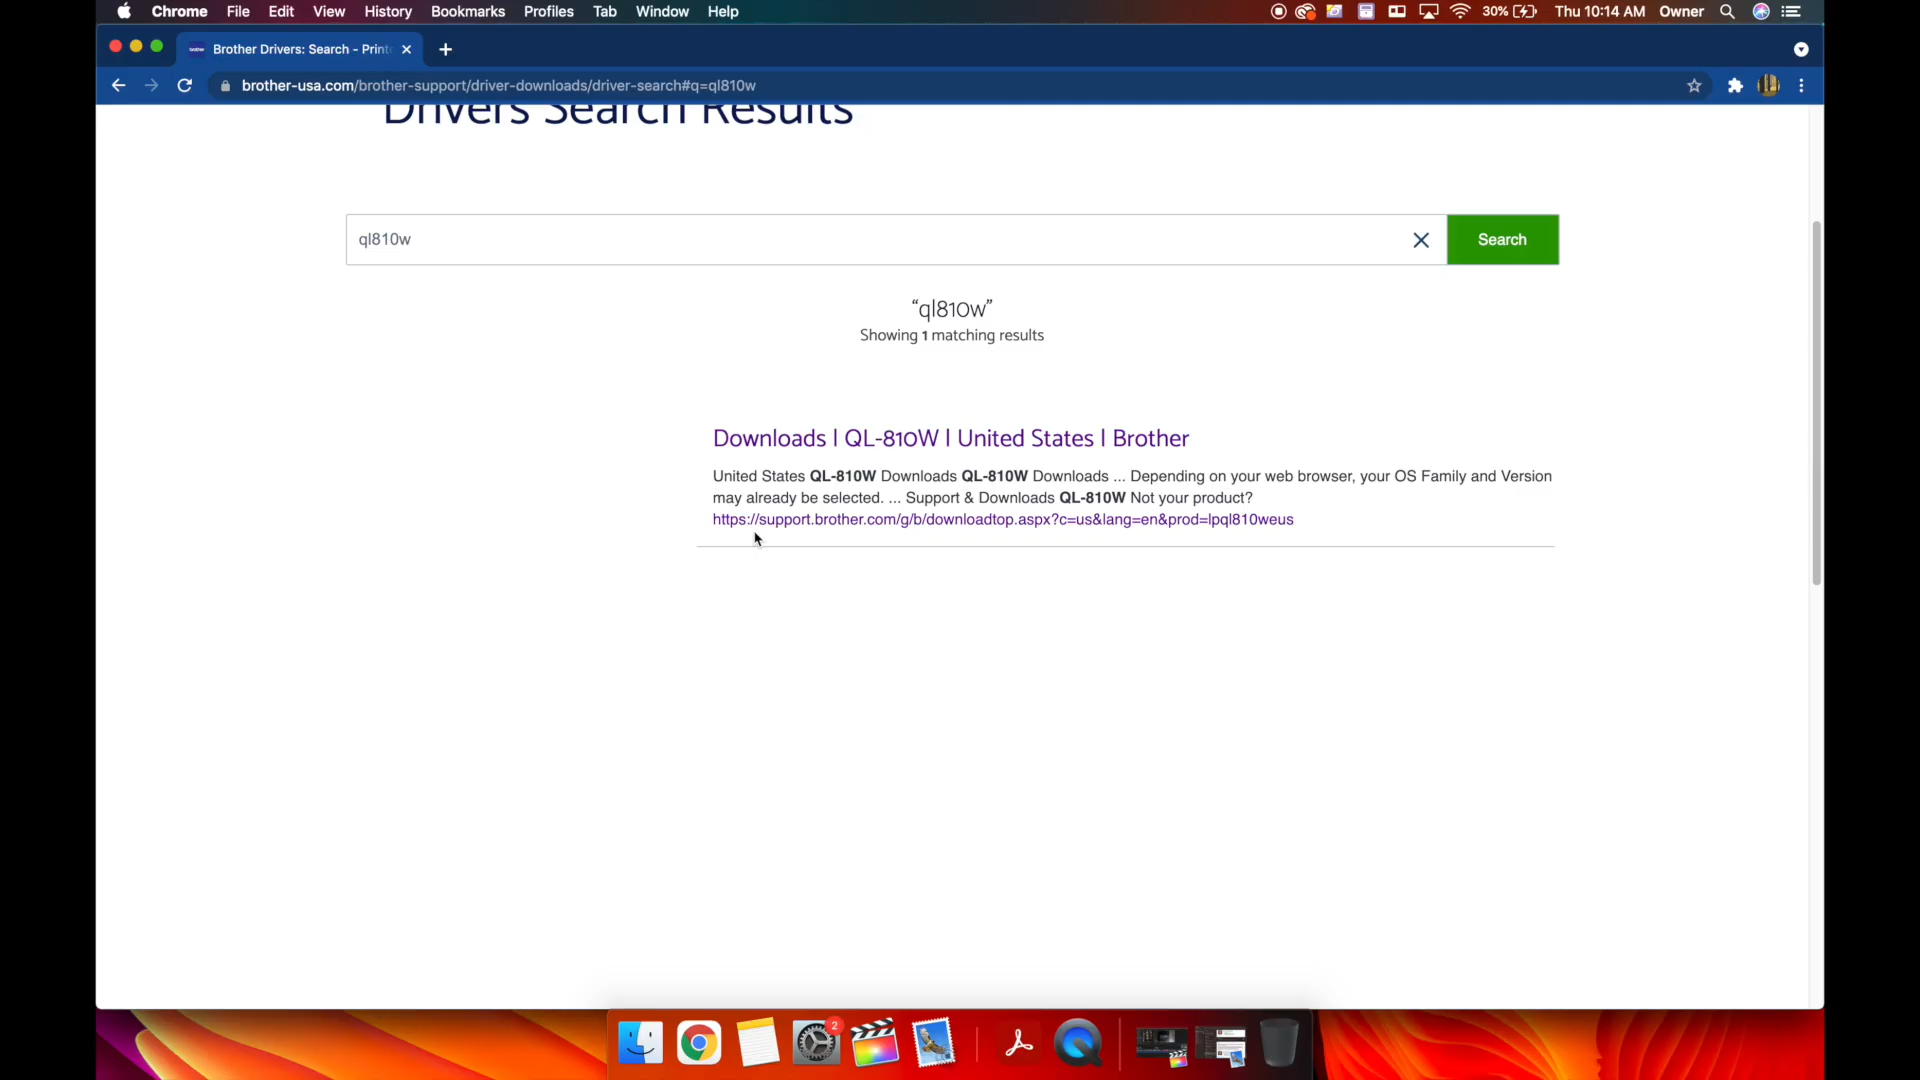 Chrome File Edit View History Bookmarks Profiles Tab Window Help 30% Thu 10:14 AM Owner
Brother Drivers: Search - Print
brother-usa.com/brother-support/driver-downloads/driver-search#q=ql810w
Drivers Search Results
ql810w Search
“ql810w”
Showing 1 matching results
Downloads | QL-810W | United States | Brother
United States QL-810W Downloads QL-810W Downloads ... Depending on your web browser, your OS Family and Version
may already be selected. ... Support & Downloads QL-810W Not your product?
https://support.brother.com/g/b/downloadtop.aspx?c=us&lang=en&prod=lpql810weus
2